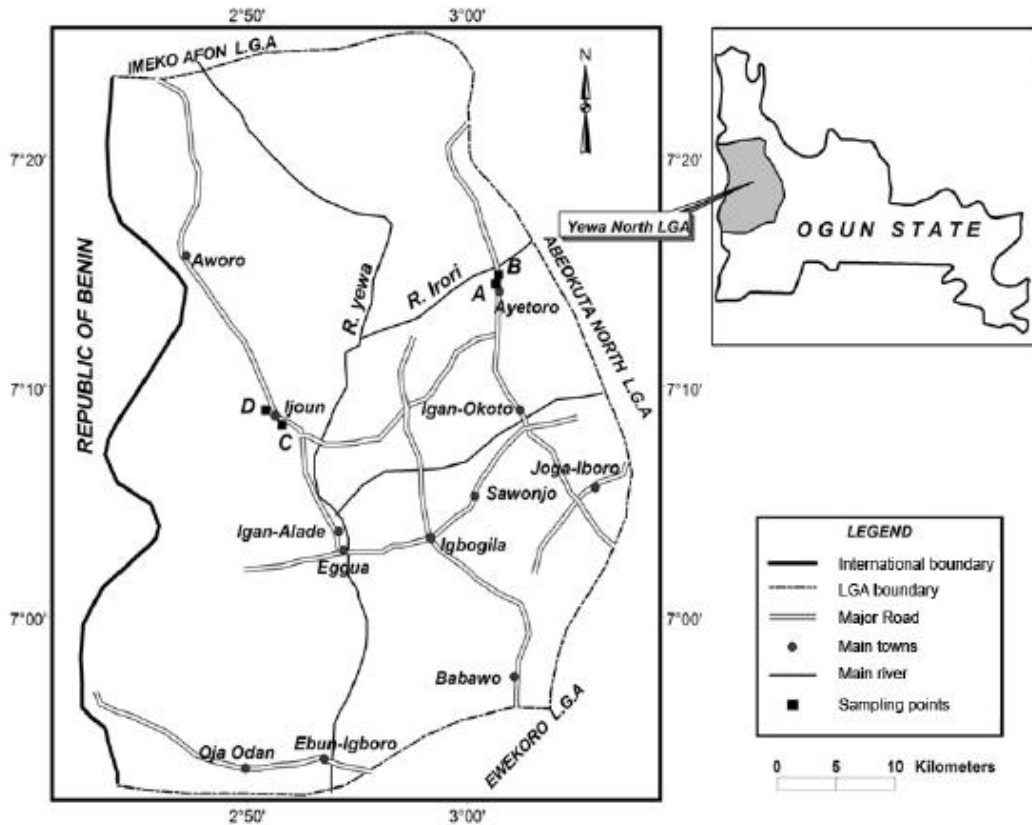 2°50'
3°00'
IMEKO AFON L.G.A
N
7°20'
7°20'
Yewa North LGA
OGUN STATE
REPUBLIC OF BENIN
Aworo
R. yewa
R. Irori
B
A
Ayetoro
ABEOKUTA NORTH L.G.A
7°10'
7°10'
D
Ijoun
C
Igan-Okoto
Joga-Iboro
Sawonjo
Igan-Alade
Igbogila
Eggua
7°00'
7°00'
Babawo
EWEKORO L.G.A
Ebun-Igboro
Oja Odan
2°50'
3°00'
LEGEND
International boundary
LGA boundary
Major Road
Main towns
Main river
Sampling points
0 5 10 Kilometers